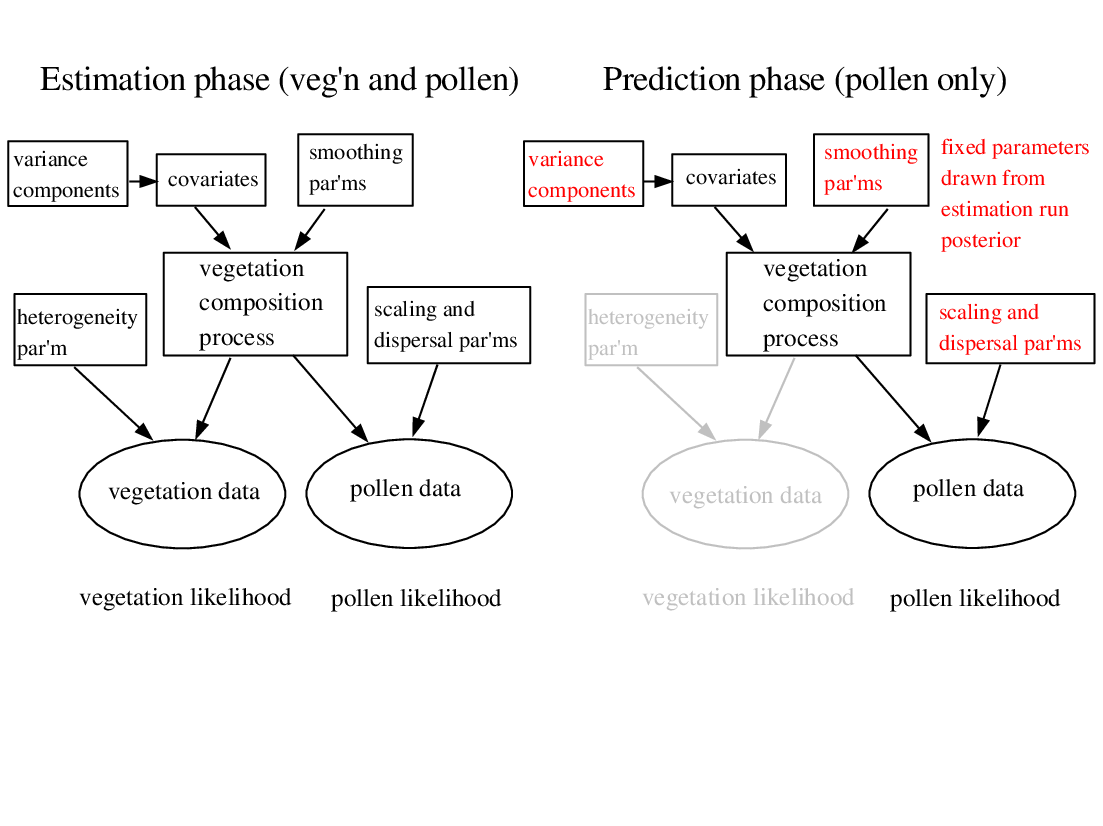 Estimation phase (veg'n and pollen)
variance
components
covariates
smoothing
par'ms
vegetation
composition
process
heterogeneity
par'm
scaling and
dispersal par'ms
vegetation data
pollen data
vegetation likelihood
pollen likelihood
Prediction phase (pollen only)
variance
components
covariates
smoothing
par'ms
fixed parameters
drawn from
estimation run
posterior
vegetation
composition
process
heterogeneity
par'm
scaling and
dispersal par'ms
vegetation data
pollen data
vegetation likelihood
pollen likelihood